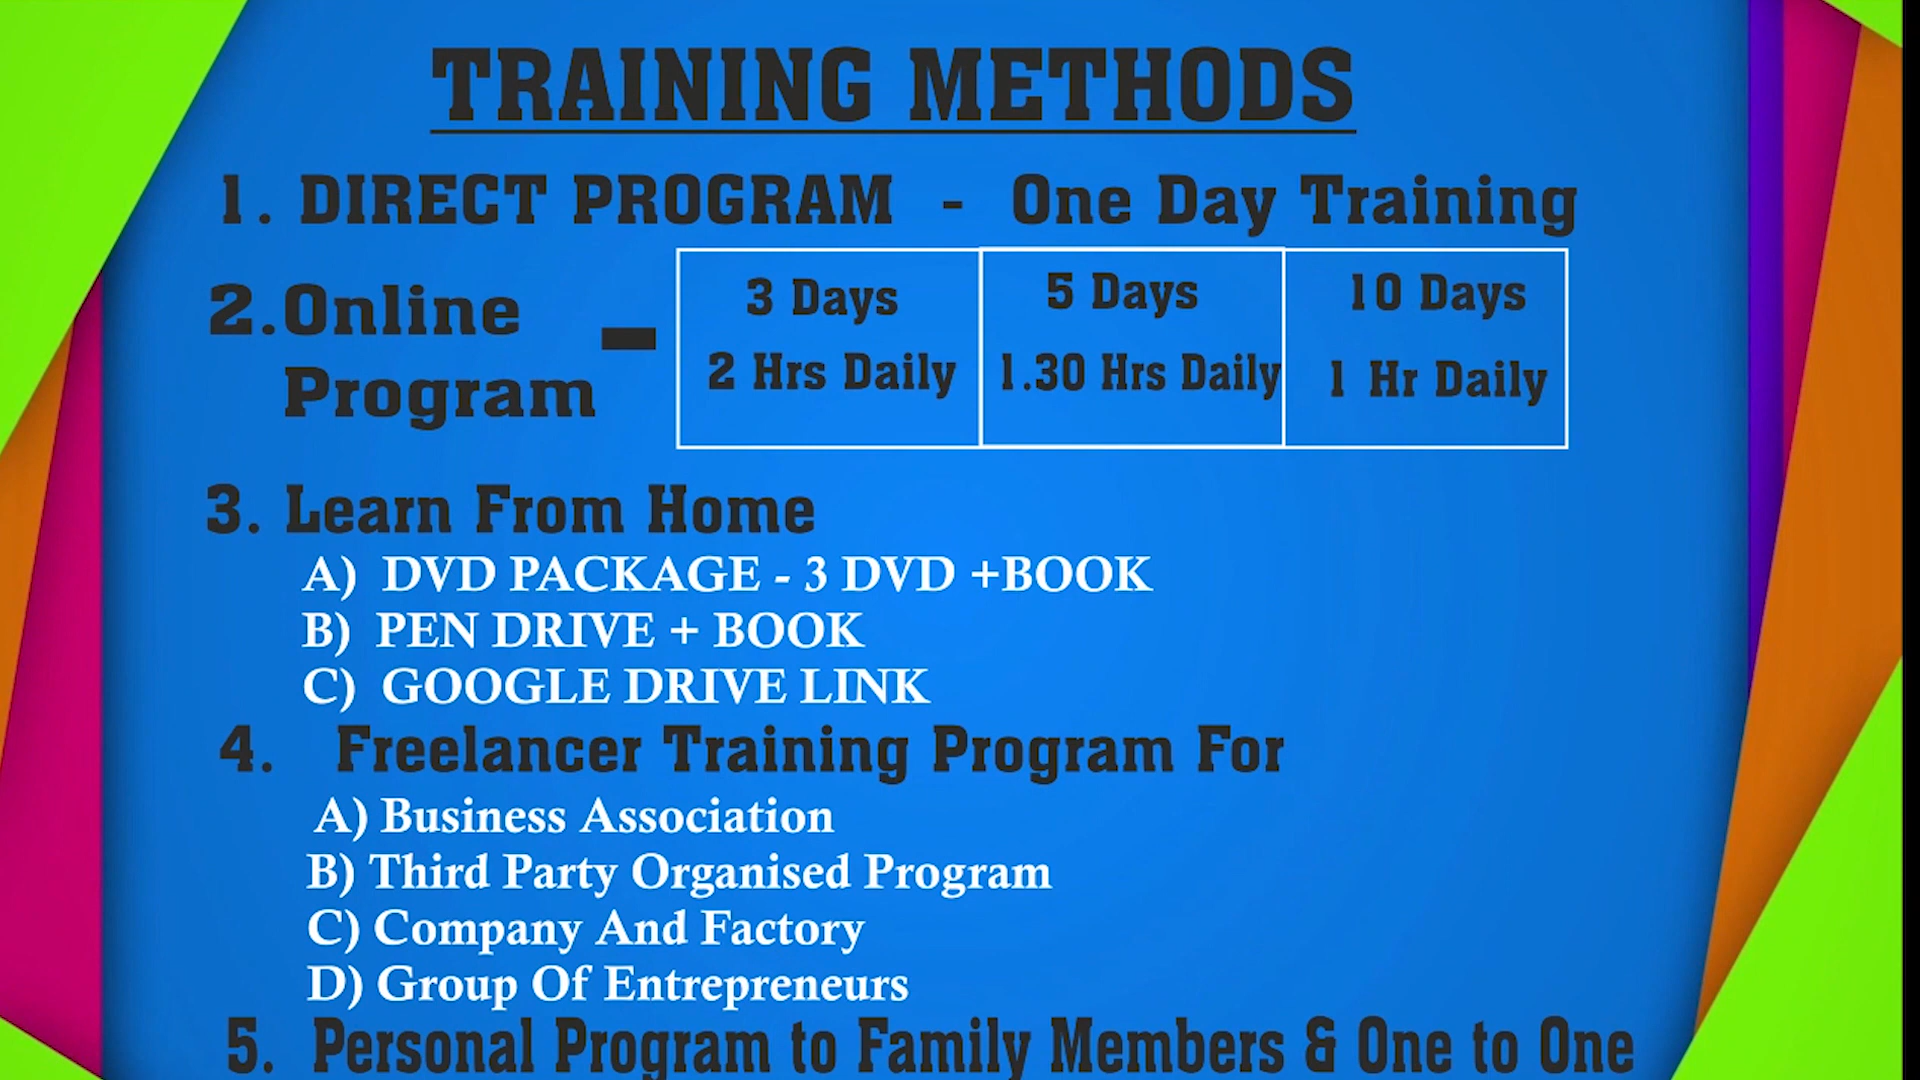 TRAINING METHODS
1. DIRECT PROGRAM - One Day Training
2.Online Program -
3 Days 5 Days 10 Days
2 Hrs Daily 1.30 Hrs Daily 1 Hr Daily
3. Learn From Home
A) DVD PACKAGE - 3 DVD +BOOK
B) PEN DRIVE + BOOK
C) GOOGLE DRIVE LINK
4. Freelancer Training Program For
A) Business Association
B) Third Party Organised Program
C) Company And Factory
D) Group Of Entrepreneurs
5. Personal Program to Family Members & One to One